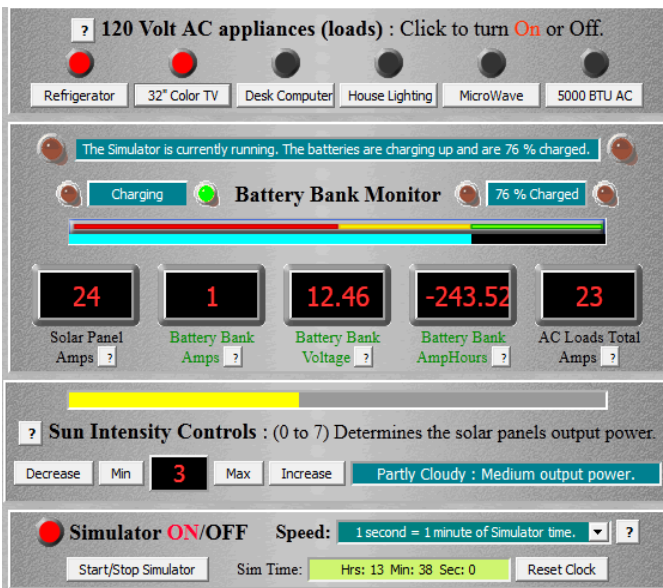 ? 120 Volt AC appliances (loads) : Click to turn On or Off.
Refrigerator 32" Color TV Desk Computer House Lighting MicroWave 5000 BTU AC
The Simulator is currently running. The batteries are charging up and are 76 % charged.
Charging Battery Bank Monitor 76 % Charged
24 1 12.46 -243.52 23
Solar Panel Battery Bank Battery Bank Battery Bank AC Loads Total
Amps ? Amps ? Voltage ? AmpHours ? Amps ?
? Sun Intensity Controls : (0 to 7) Determines the solar panels output power.
Decrease Min 3 Max Increase Partly Cloudy : Medium output power.
Simulator ON/OFF Speed: 1 second = 1 minute of Simulator time. ?
Start/Stop Simulator Sim Time: Hrs: 13 Min: 38 Sec: 0 Reset Clock